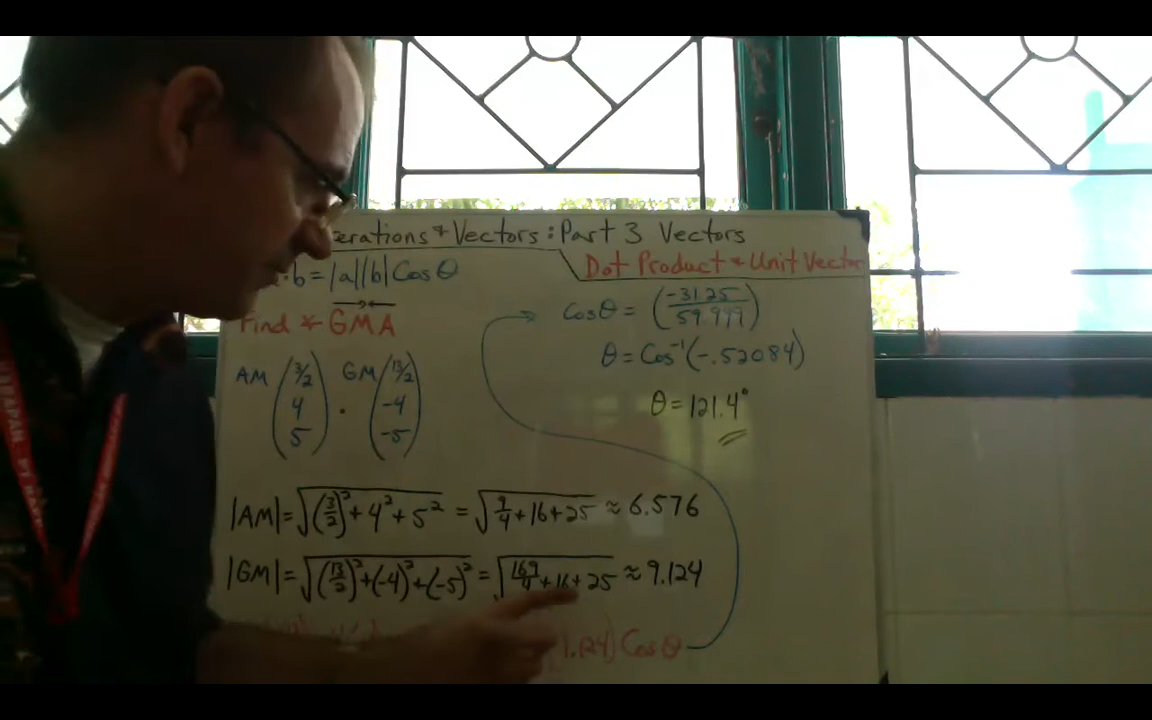 erations & Vectors: Part 3 Vectors
Dot Product & Unit Vector
·b = |a||b| Cos θ
Find ∢ GMA
AM (3/2 4 5) · GM (13/2 -4 -5)
|AM| = √((3/2)² + 4² + 5²) = √(9/4 + 16 + 25) ≈ 6.576
|GM| = √((13/2)² + (-4)² + (-5)²) = √(169/4 + 16 + 25) ≈ 9.124
.124) Cos θ
Cos θ = (-31.25/59.999)
θ = Cos⁻¹(-.52084)
θ = 121.4°